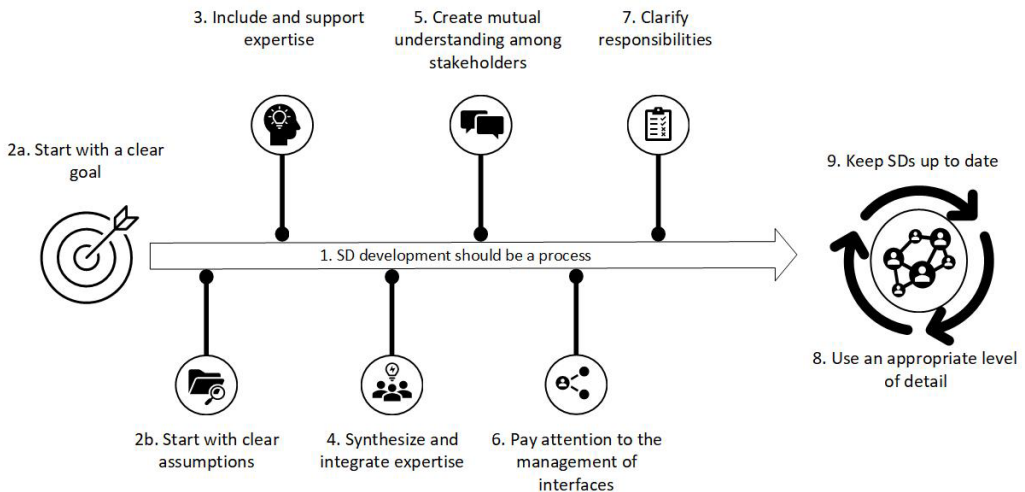 3. Include and support
expertise
5. Create mutual
understanding among
stakeholders
7. Clarify
responsibilities
2a. Start with a clear
goal
9. Keep SDs up to date
1. SD development should be a process
8. Use an appropriate level
of detail
2b. Start with clear
assumptions
4. Synthesize and
integrate expertise
6. Pay attention to the
management of
interfaces